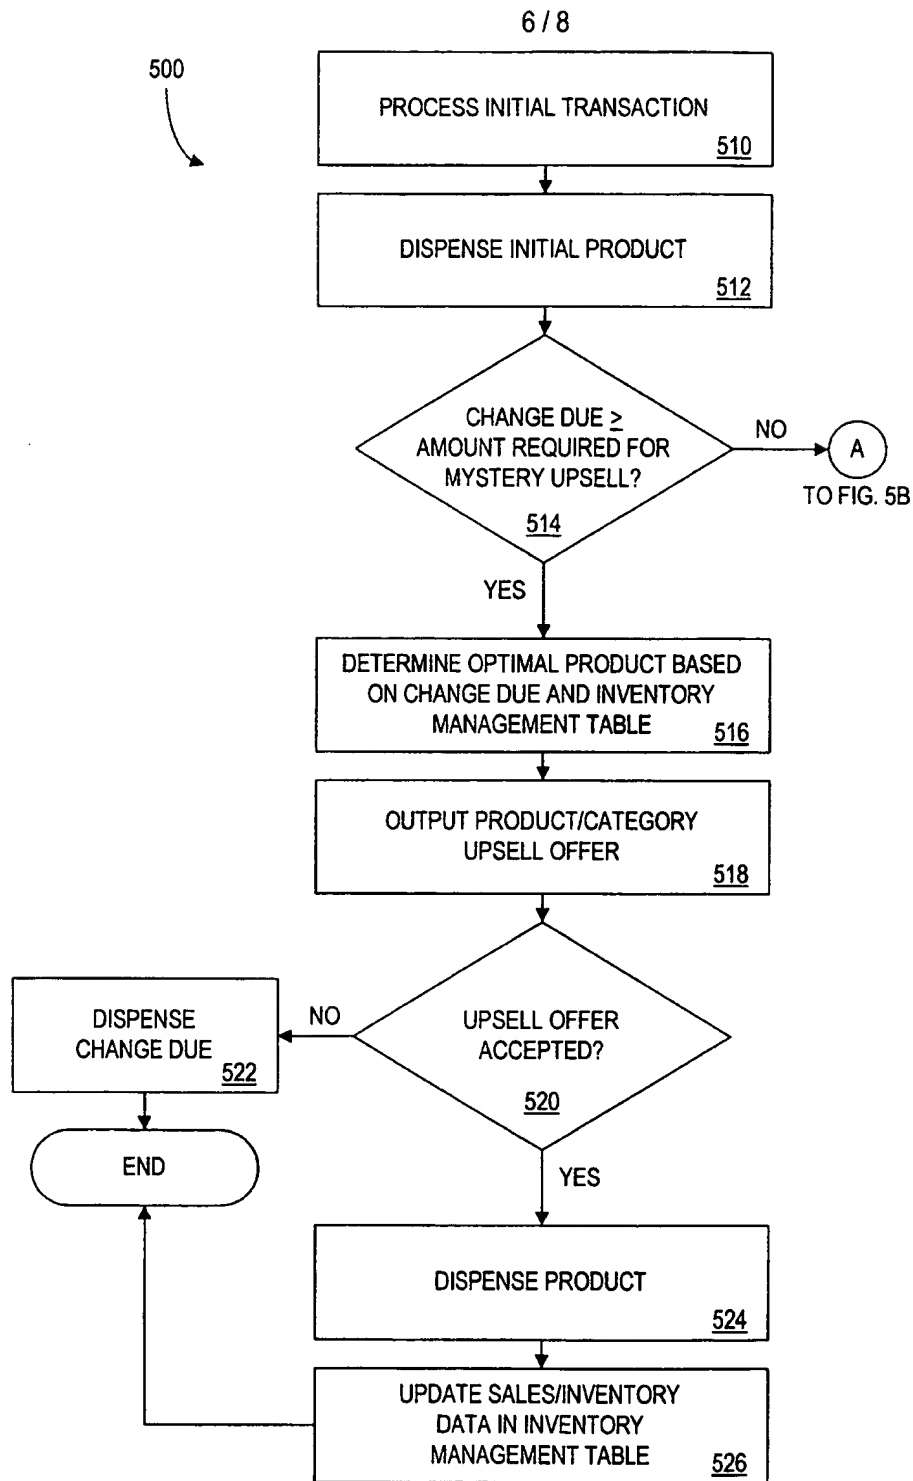 6 / 8
500
PROCESS INITIAL TRANSACTION
510
DISPENSE INITIAL PRODUCT
512
CHANGE DUE ≥
AMOUNT REQUIRED FOR
MYSTERY UPSELL?
514
NO
A
TO FIG. 5B
YES
DETERMINE OPTIMAL PRODUCT BASED
ON CHANGE DUE AND INVENTORY
MANAGEMENT TABLE
516
OUTPUT PRODUCT/CATEGORY
UPSELL OFFER
518
UPSELL OFFER
ACCEPTED?
520
NO
DISPENSE
CHANGE DUE
522
END
YES
DISPENSE PRODUCT
524
UPDATE SALES/INVENTORY
DATA IN INVENTORY
MANAGEMENT TABLE
526